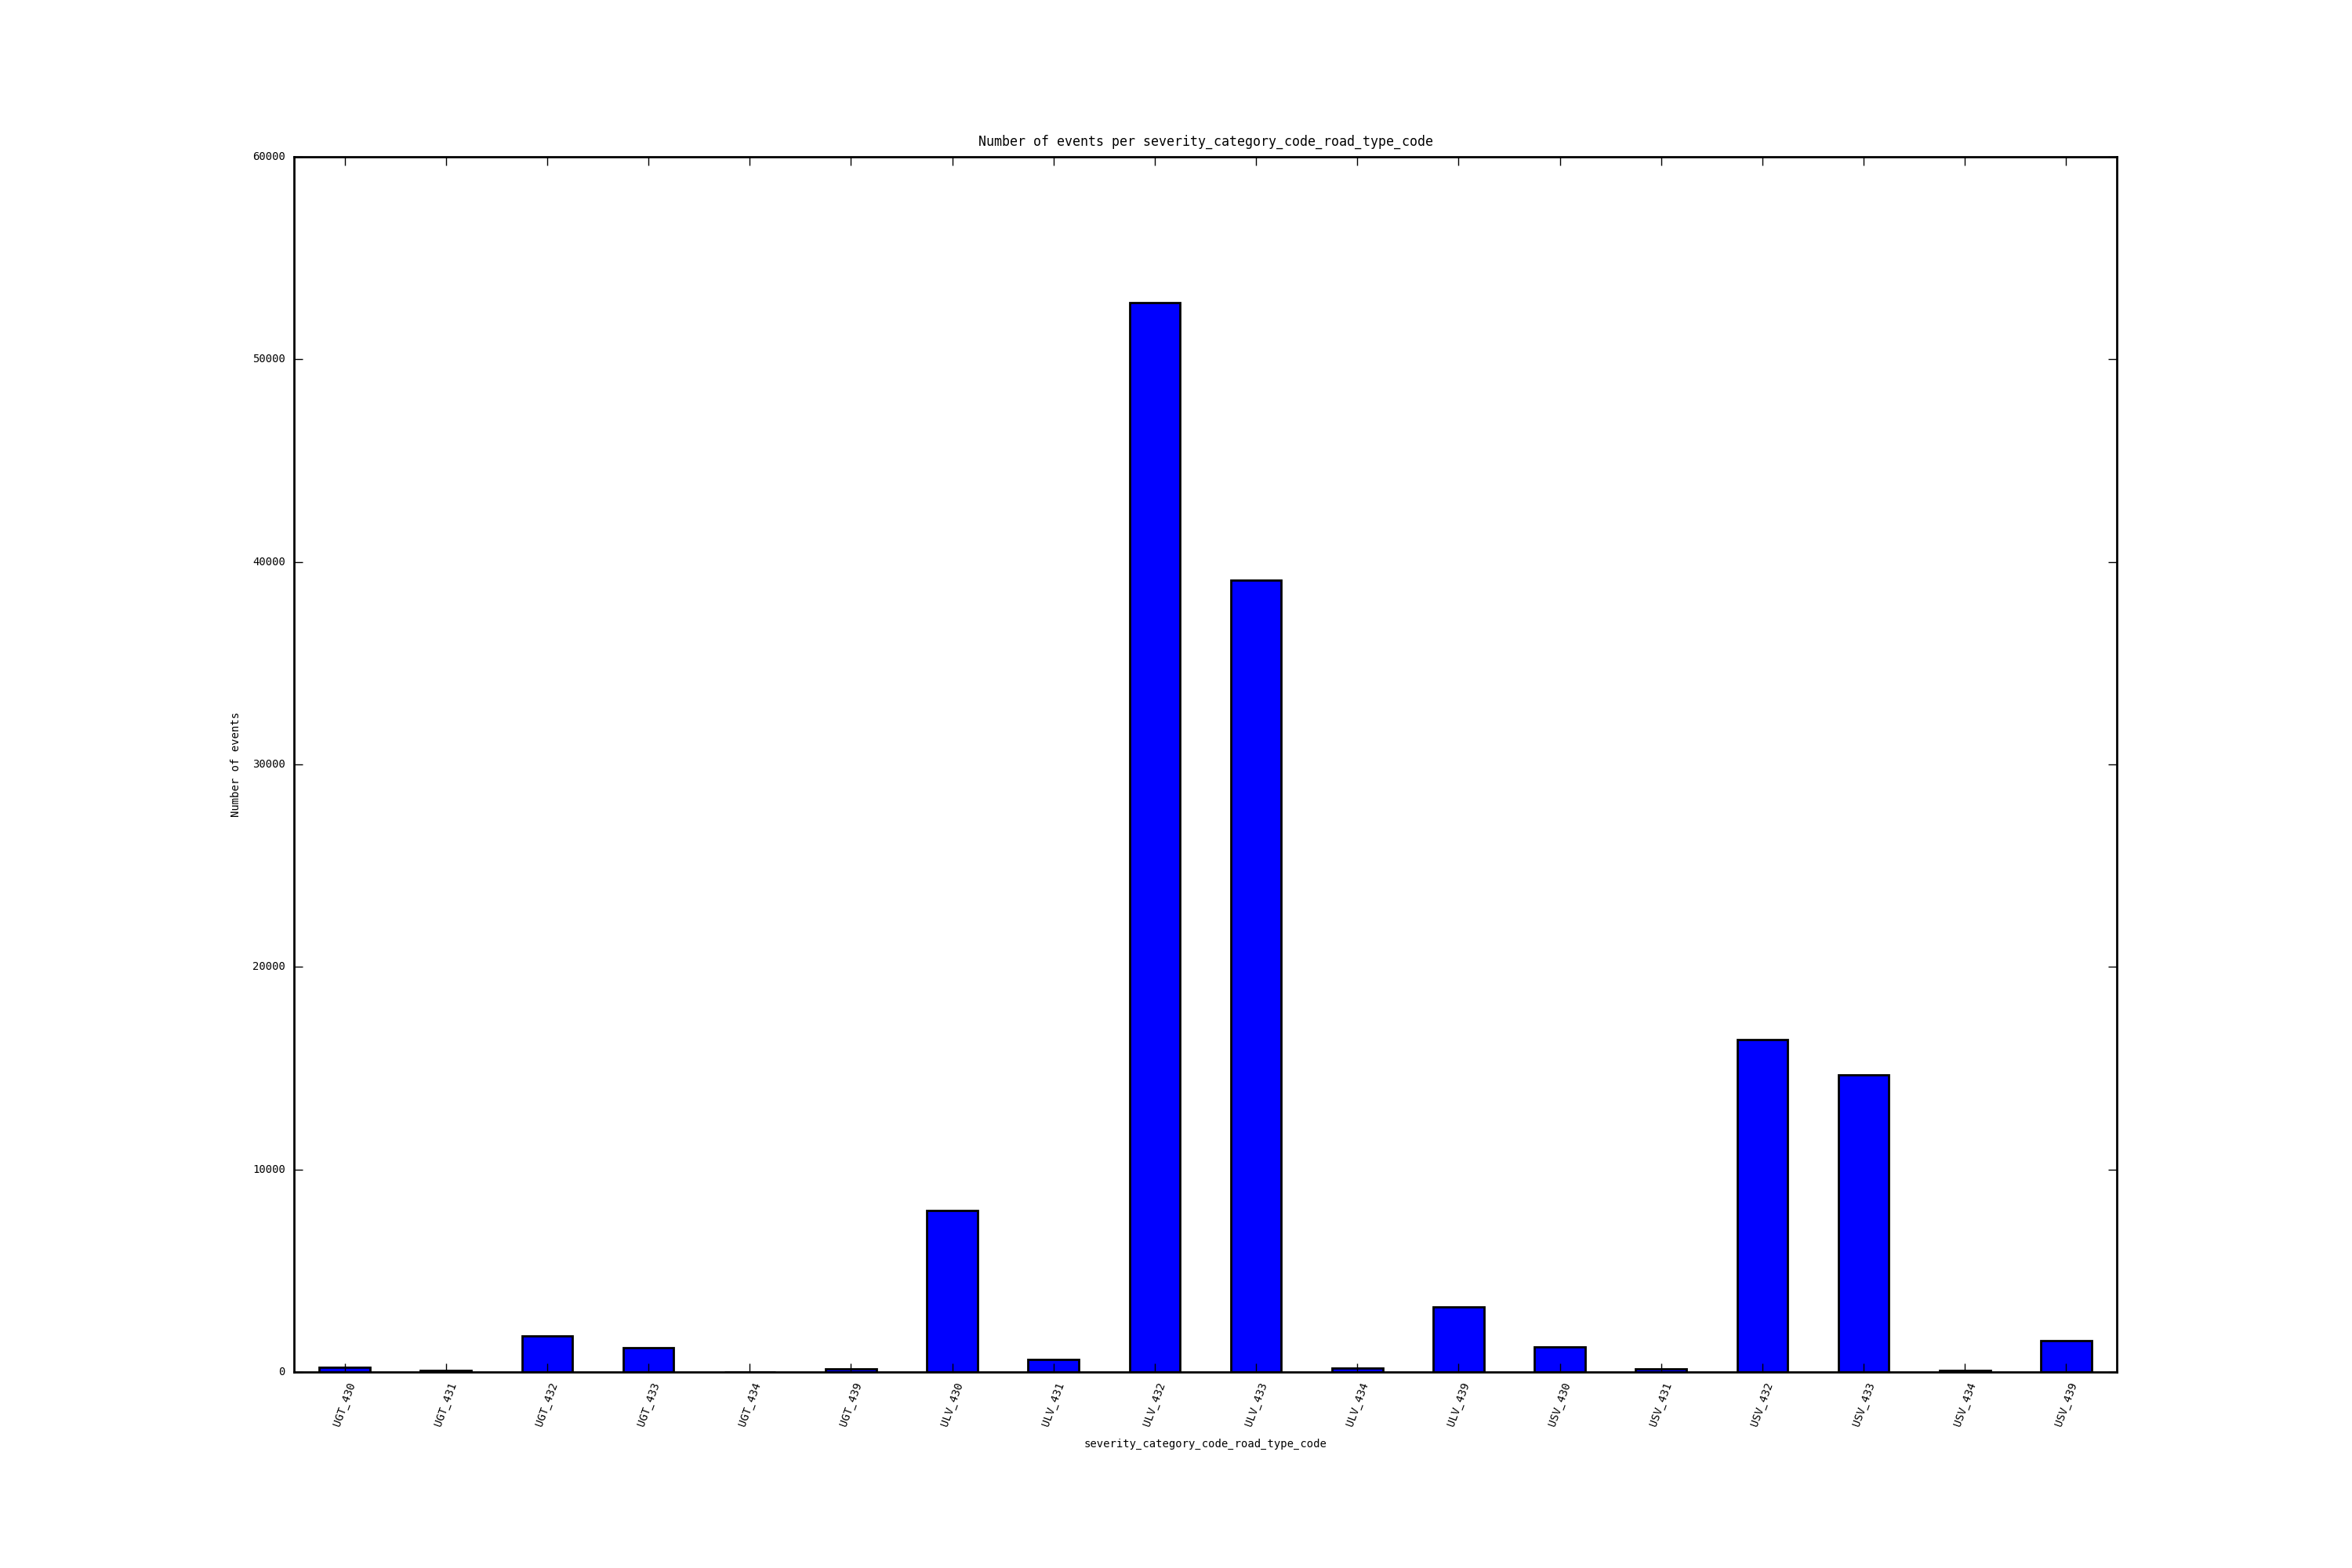 Number of events per severity_category_code_road_type_code
60000
50000
40000
30000
20000
10000
0
Number of events
UGT_430
UGT_431
UGT_432
UGT_433
UGT_434
UGT_439
ULV_430
ULV_431
ULV_432
ULV_433
ULV_434
ULV_439
USV_430
USV_431
USV_432
USV_433
USV_434
USV_439
severity_category_code_road_type_code